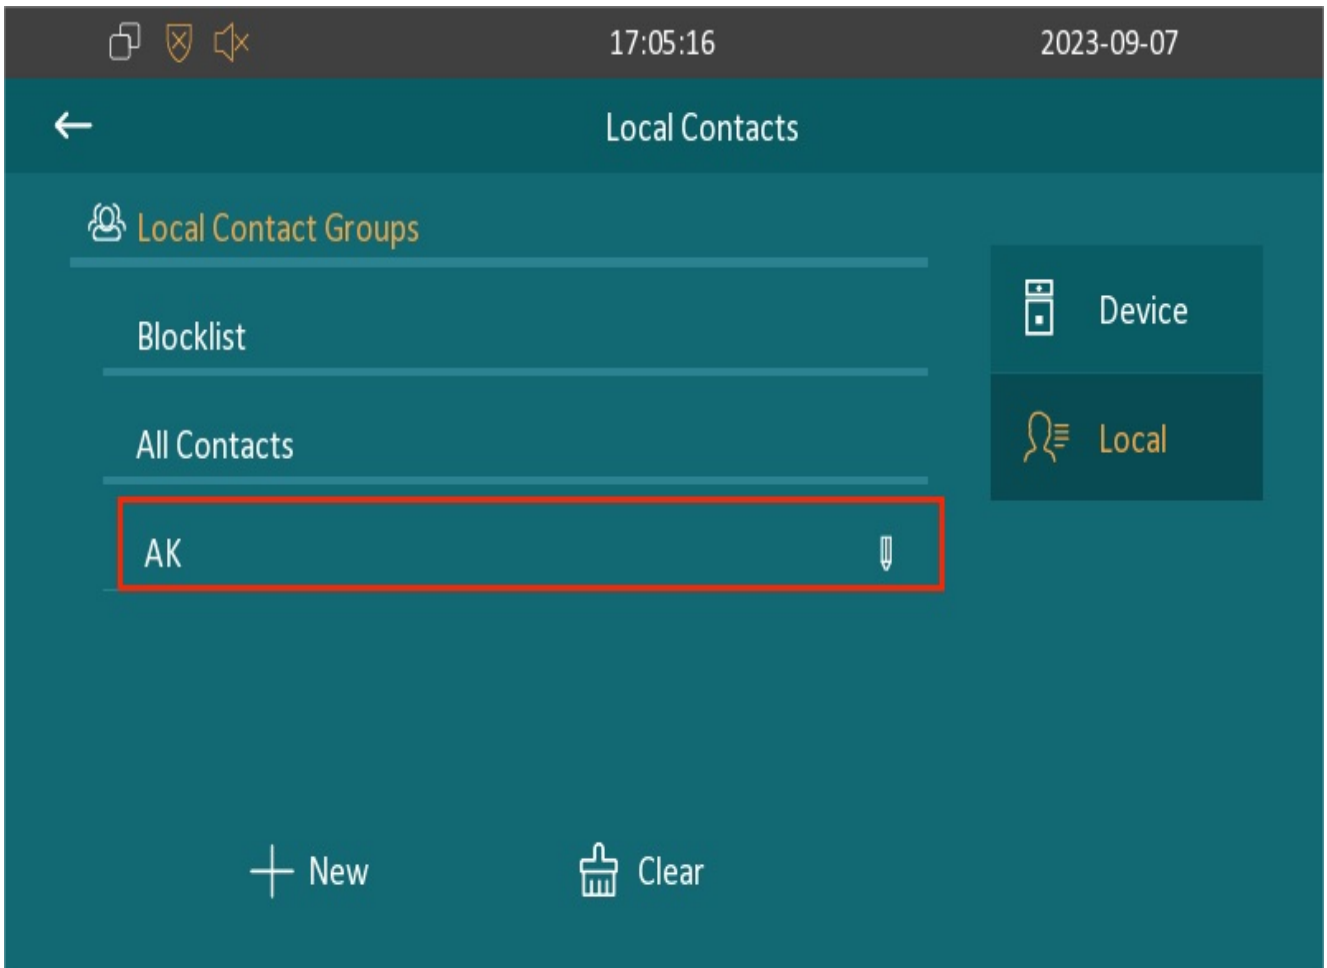 17:05:16 2023-09-07
Local Contacts
Local Contact Groups
Blocklist
All Contacts
AK
Device
Local
New
Clear